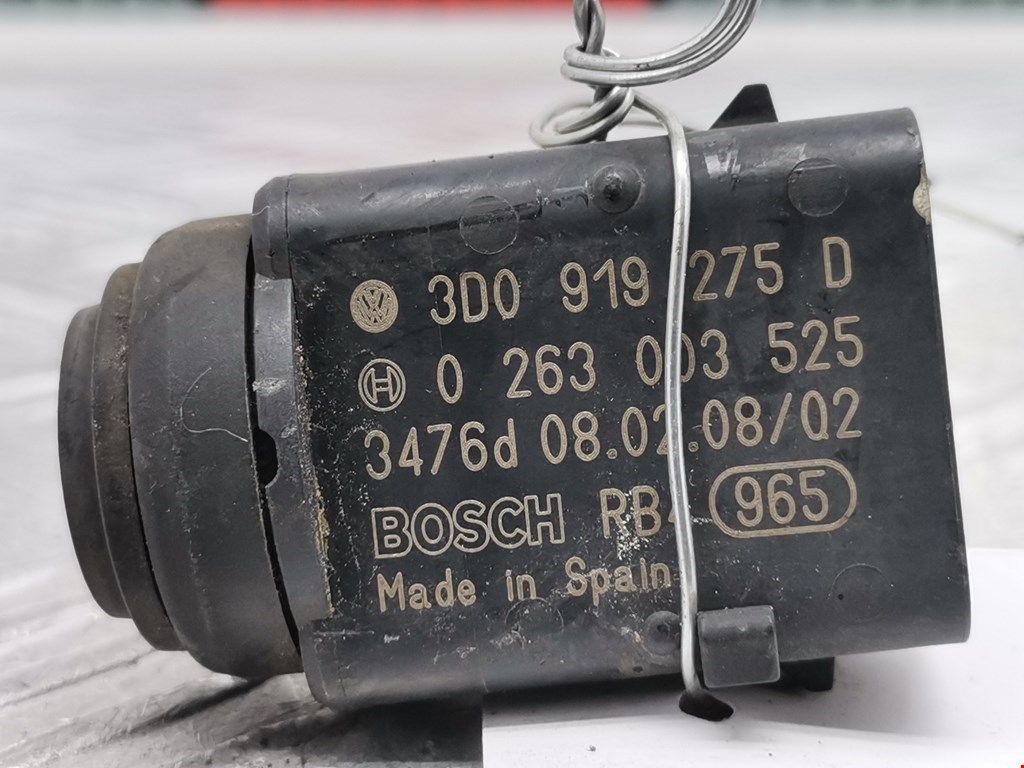 3D0 919 275 D
0 263 003 525
3476d 08.02.08/02
BOSCH 965
Made in Spain